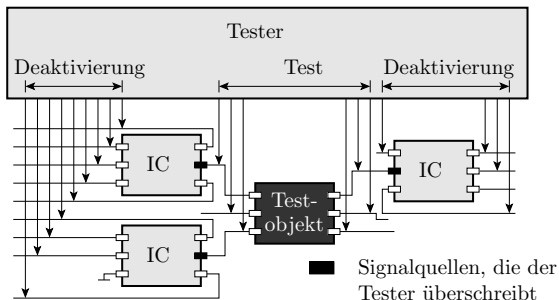 Tester
Deaktivierung Test Deaktivierung
IC
IC
Test-
objekt
IC
Signalquellen, die der
Tester überschreibt